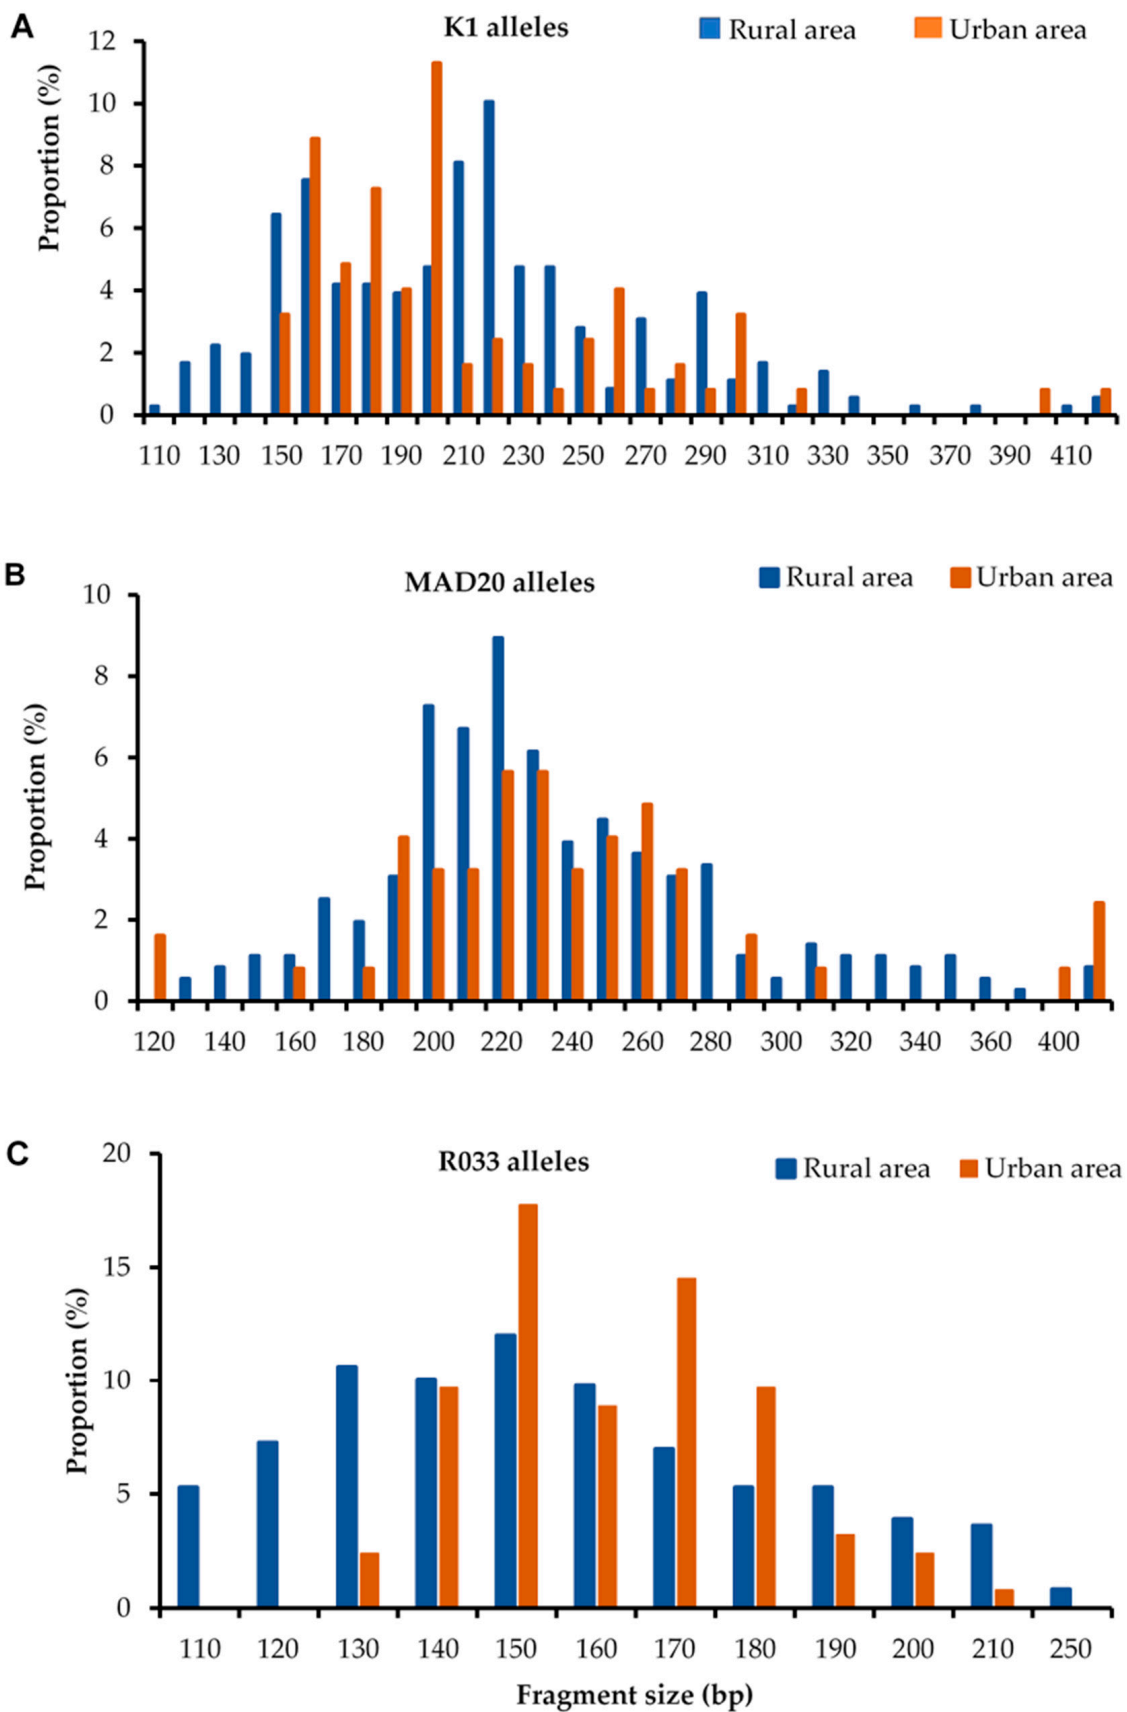 A
K1 alleles
Rural area
Urban area
Proportion (%)
12
10
8
6
4
2
0
110 130 150 170 190 210 230 250 270 290 310 330 350 370 390 410
B
MAD20 alleles
Rural area
Urban area
Proportion (%)
10
8
6
4
2
0
120 140 160 180 200 220 240 260 280 300 320 340 360 400
C
R033 alleles
Rural area
Urban area
Proportion (%)
20
15
10
5
0
110 120 130 140 150 160 170 180 190 200 210 250
Fragment size (bp)